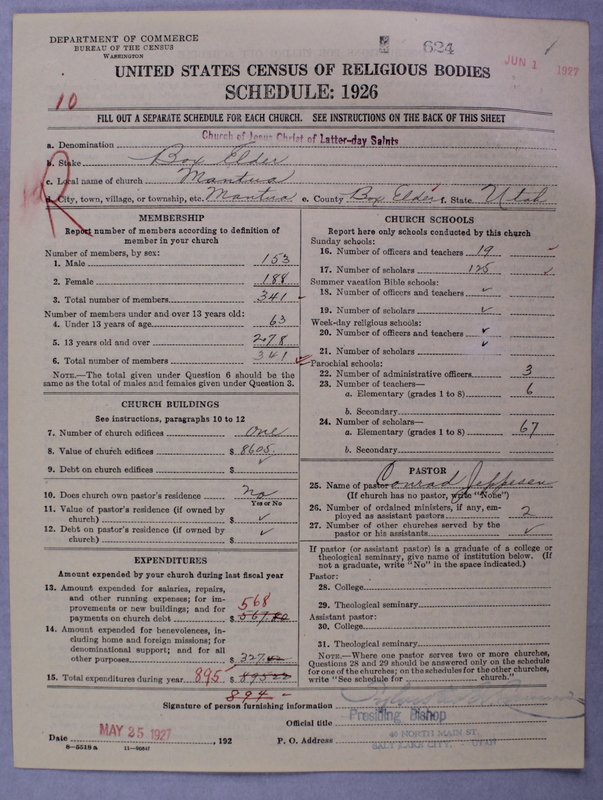 DEPARTMENT OF COMMERCE
BUREAU OF THE CENSUS
WASHINGTON
624
JUN 1 1927
UNITED STATES CENSUS OF RELIGIOUS BODIES
SCHEDULE: 1926
10
FILL OUT A SEPARATE SCHEDULE FOR EACH CHURCH. SEE INSTRUCTIONS ON THE BACK OF THIS SHEET
a. Denomination Church of Jesus Christ of Latter-day Saints
b. Stake Box Elder
c. Local name of church Mantua
d. City, town, village, or township, etc. Mantua e. County Box Elder f. State Utah
R
MEMBERSHIP
Report number of members according to definition of
member in your church
Number of members, by sex:
1. Male 153
2. Female 188
3. Total number of members 341
Number of members under and over 13 years old:
4. Under 13 years of age 63
5. 13 years old and over 278
6. Total number of members 341
NOTE.—The total given under Question 6 should be
same as the total of males and females given under Question 3.
CHURCH BUILDINGS
See instructions, paragraphs 10 to 12
7. Number of church edifices one
8. Value of church edifices $ 8605.
9. Debt on church edifices $ ✓
10. Does church own pastor's residence no
Yes or No
11. Value of pastor's residence (if owned by
church) $ ✓
12. Debt on pastor's residence (if owned by
church) $ ✓
EXPENDITURES
Amount expended by church during last fiscal year
13. Amount expended for salaries, repairs,
and other running expenses; for im-
provements or new buildings; and for
payments on church debt $ 567.80 568
14. Amount expended for benevolences, in-
cluding home and foreign missions; for
denominational support; and for all
other purposes $ 327.
15. Total expenditures during year 895. $ 895
894 -
CHURCH SCHOOLS
Report here only schools conducted by this church
Sunday schools:
16. Number of officers and teachers 19 ✓
17. Number of scholars 125 ✓
Summer vacation Bible schools:
18. Number of officers and teachers ✓
19. Number of scholars ✓
Week-day religious schools:
20. Number of officers and teachers ✓
21. Number of scholars ✓
Parochial schools:
22. Number of administrative officers 3
23. Number of teachers—
a. Elementary (grades 1 to 8) 6
b. Secondary
24. Number of scholars—
a. Elementary (grades 1 to 8) 67
b. Secondary
PASTOR
25. Name of pastor Conrad Jeppesen
(If church has no pastor, write "None")
26. Number of ordained ministers, if any, em-
ployed as assistant pastors 2
27. Number of other churches served by the
pastor or his assistants ✓
If pastor (or assistant pastor) is a graduate of a college or
theological seminary, give name of institution below. (If
not a graduate, write "No" in the space indicated.)
Pastor:
28. College
29. Theological seminary
Assistant pastor:
30. College
31. Theological seminary
NOTE.—Where one pastor serves two or more churches,
Questions 28 and 29 should be answered only on the schedule
for one of the churches; on the schedules for the other churches,
write "See schedule for church."
Signature of person furnishing information
Official title Presiding Bishop
Date MAY 25 1927, 192 P. O. Address 40 NORTH MAIN ST.
SALT LAKE CITY, UTAH
8—5518 a